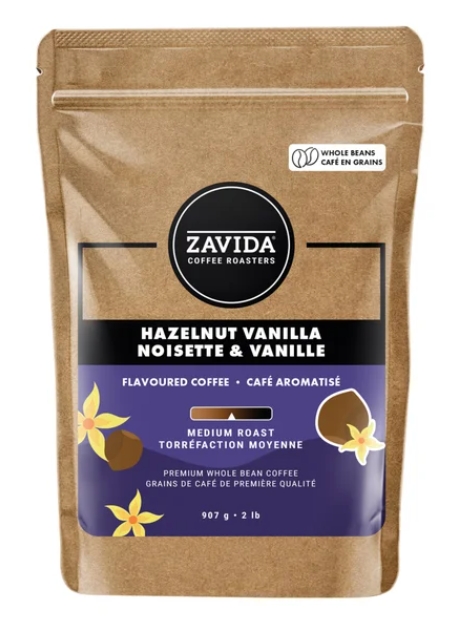 WHOLE BEANS
CAFÉ EN GRAINS
ZAVIDA®
COFFEE ROASTERS
HAZELNUT VANILLA
NOISETTE & VANILLE
FLAVOURED COFFEE • CAFÉ AROMATISÉ
MEDIUM ROAST
TORRÉFACTION MOYENNE
PREMIUM WHOLE BEAN COFFEE
GRAINS DE CAFÉ DE PREMIÈRE QUALITÉ
907 g • 2 lb